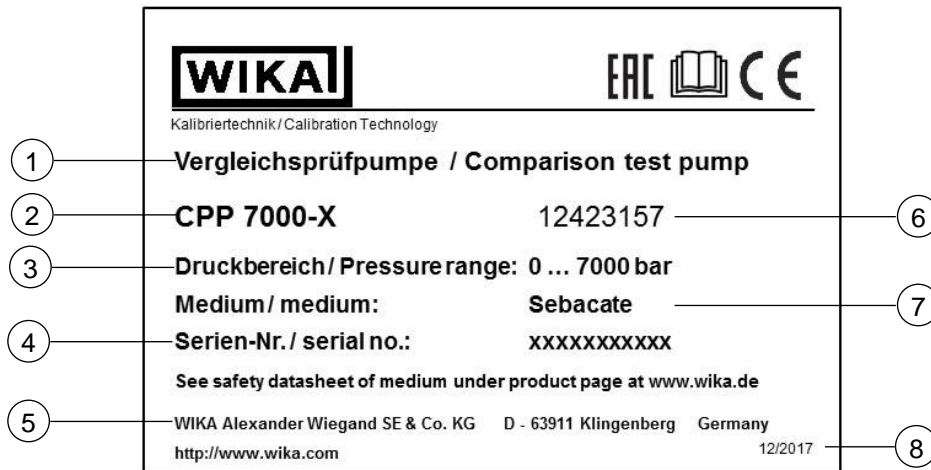 WIKA EAC CE
Kalibriertechnik / Calibration Technology
1 Vergleichsprüfpumpe / Comparison test pump
2 CPP 7000-X 12423157 6
3 Druckbereich / Pressure range: 0 ... 7000 bar
Medium / medium: Sebacate 7
4 Serien-Nr. / serial no.: xxxxxxxxxxx
See safety datasheet of medium under product page at www.wika.de
5 WIKA Alexander Wiegand SE & Co. KG D - 63911 Klingenberg Germany
http://www.wika.com 12/2017 8